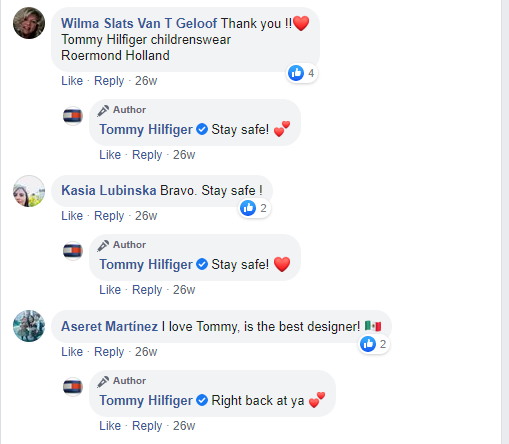 Wilma Slats Van T Geloof Thank you !!❤️
Tommy Hilfiger childrenswear
Roermond Holland
4
Like · Reply · 26w
Author
Tommy Hilfiger Stay safe! 💕
Like · Reply · 26w
Kasia Lubinska Bravo. Stay safe !
2
Like · Reply · 26w
Author
Tommy Hilfiger Stay safe! ❤️
Like · Reply · 26w
Aseret Martínez I love Tommy, is the best designer! 🇲🇽
2
Like · Reply · 26w
Author
Tommy Hilfiger Right back at ya 💕
Like · Reply · 26w